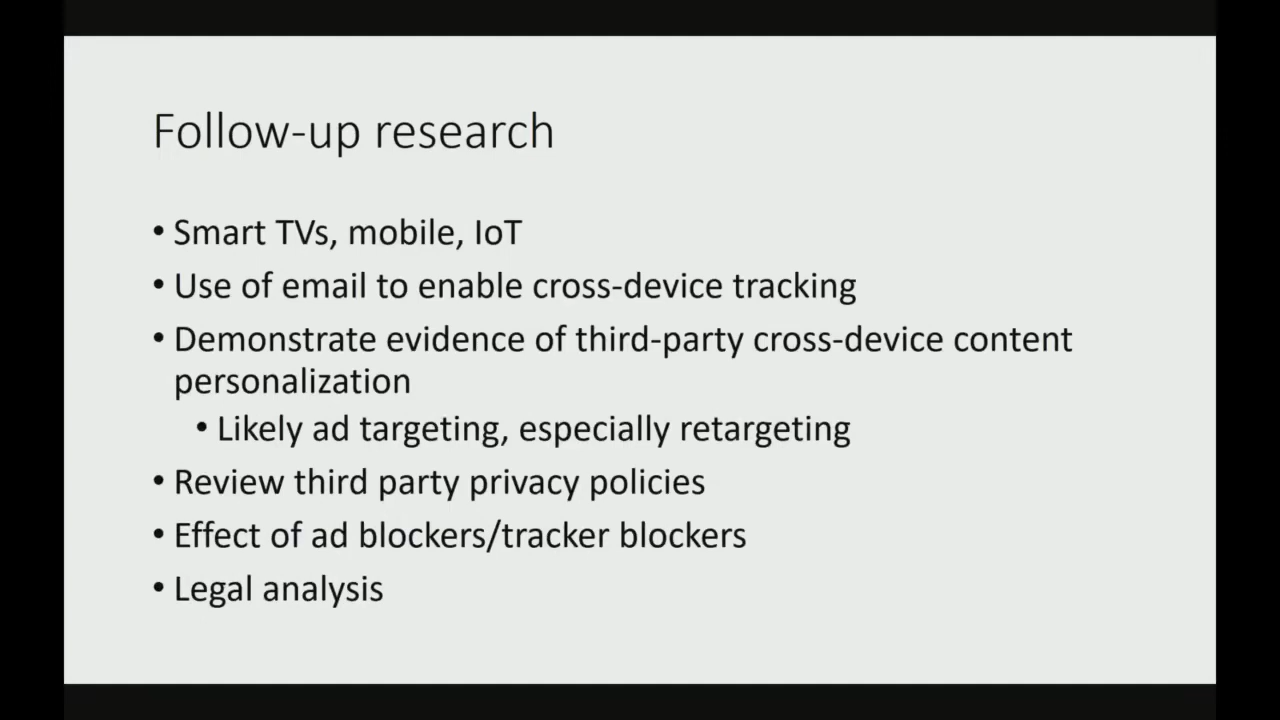 Follow-up research
• Smart TVs, mobile, IoT
• Use of email to enable cross-device tracking
• Demonstrate evidence of third-party cross-device content
personalization
• Likely ad targeting, especially retargeting
• Review third party privacy policies
• Effect of ad blockers/tracker blockers
• Legal analysis